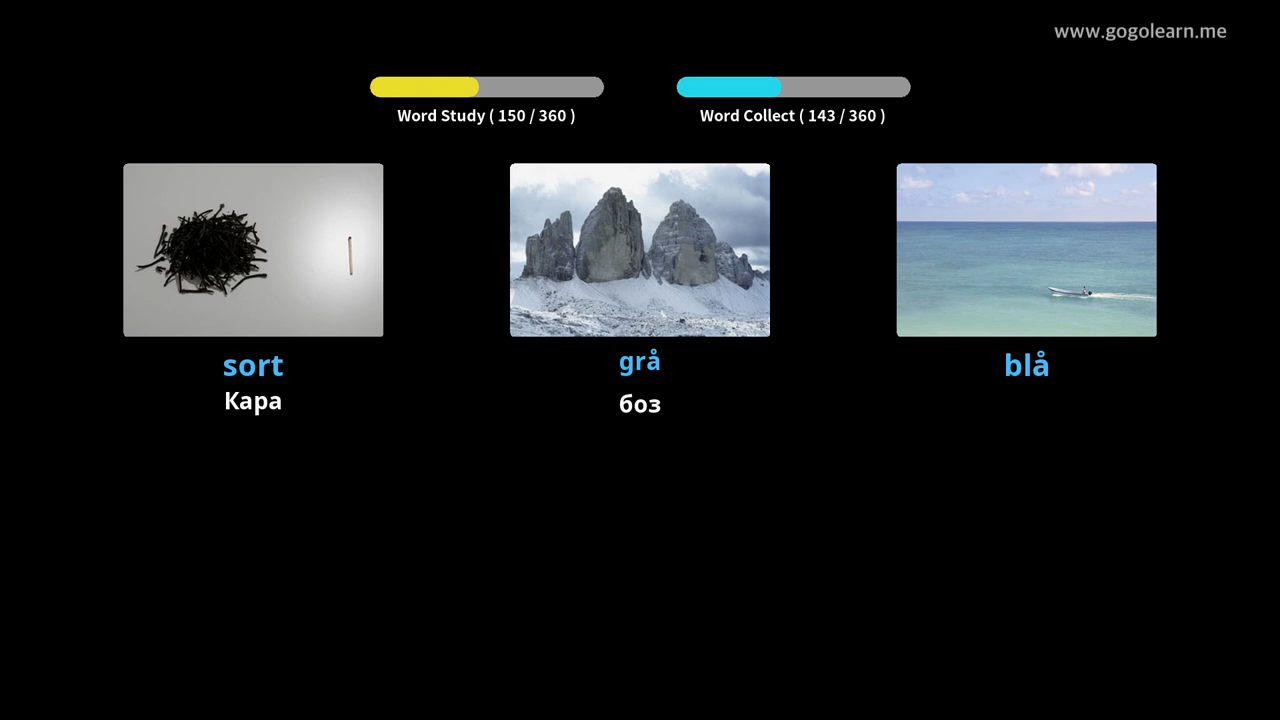 www.gogolearn.me
Word Study ( 150 / 360 )
Word Collect ( 143 / 360 )
sort
Кара
grå
боз
blå